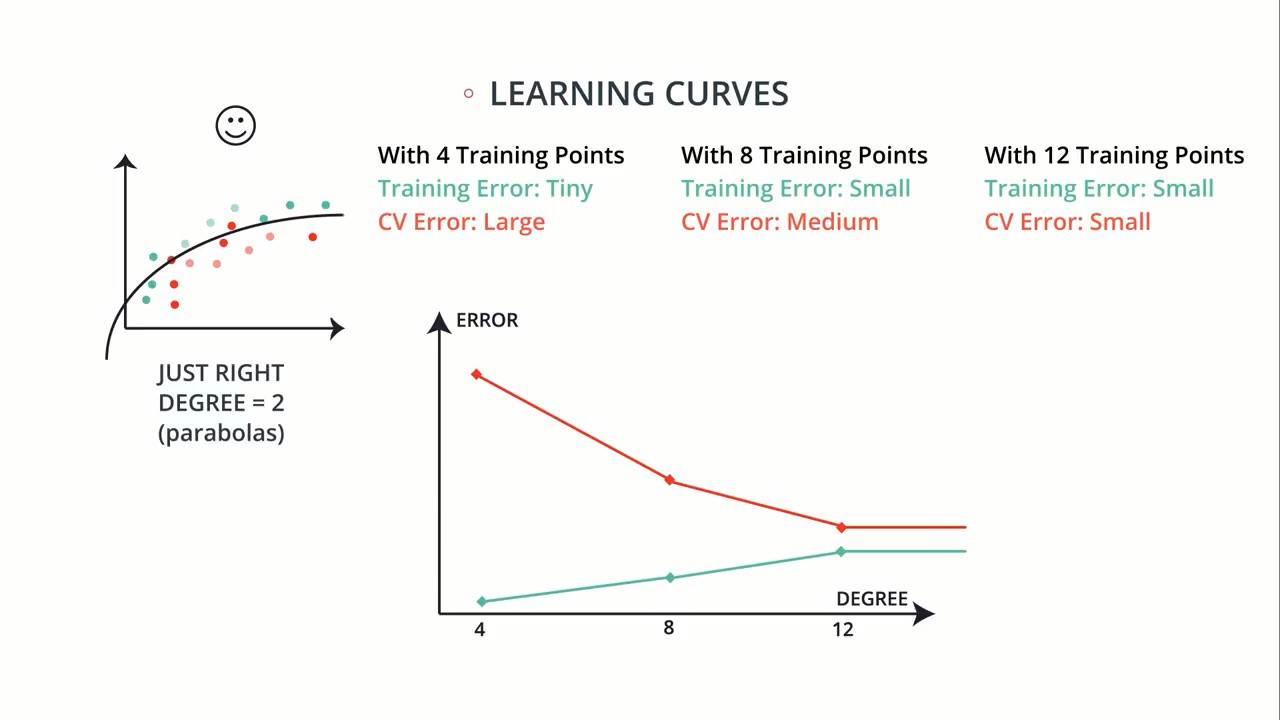 LEARNING CURVES
With 4 Training Points
Training Error: Tiny
CV Error: Large
With 8 Training Points
Training Error: Small
CV Error: Medium
With 12 Training Points
Training Error: Small
CV Error: Small
JUST RIGHT
DEGREE = 2
(parabolas)
ERROR
DEGREE
4
8
12